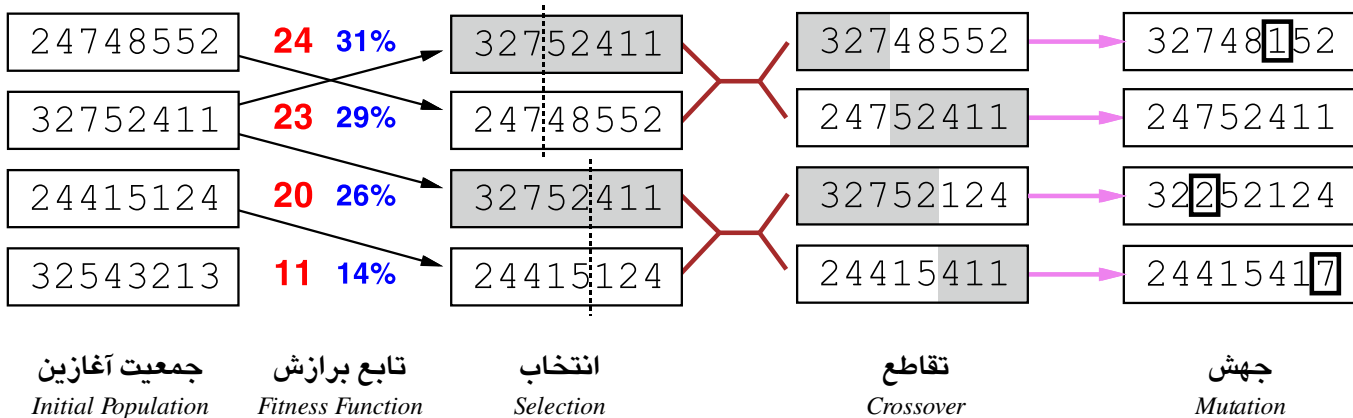 24748552 24 31% 32752411 32748552 32748152
32752411 23 29% 24748552 24752411 24752411
24415124 20 26% 32752411 32752124 32252124
32543213 11 14% 24415124 24415411 24415417
جمعیت آغازین تابع برازش انتخاب تقاطع جهش
Initial Population Fitness Function Selection Crossover Mutation